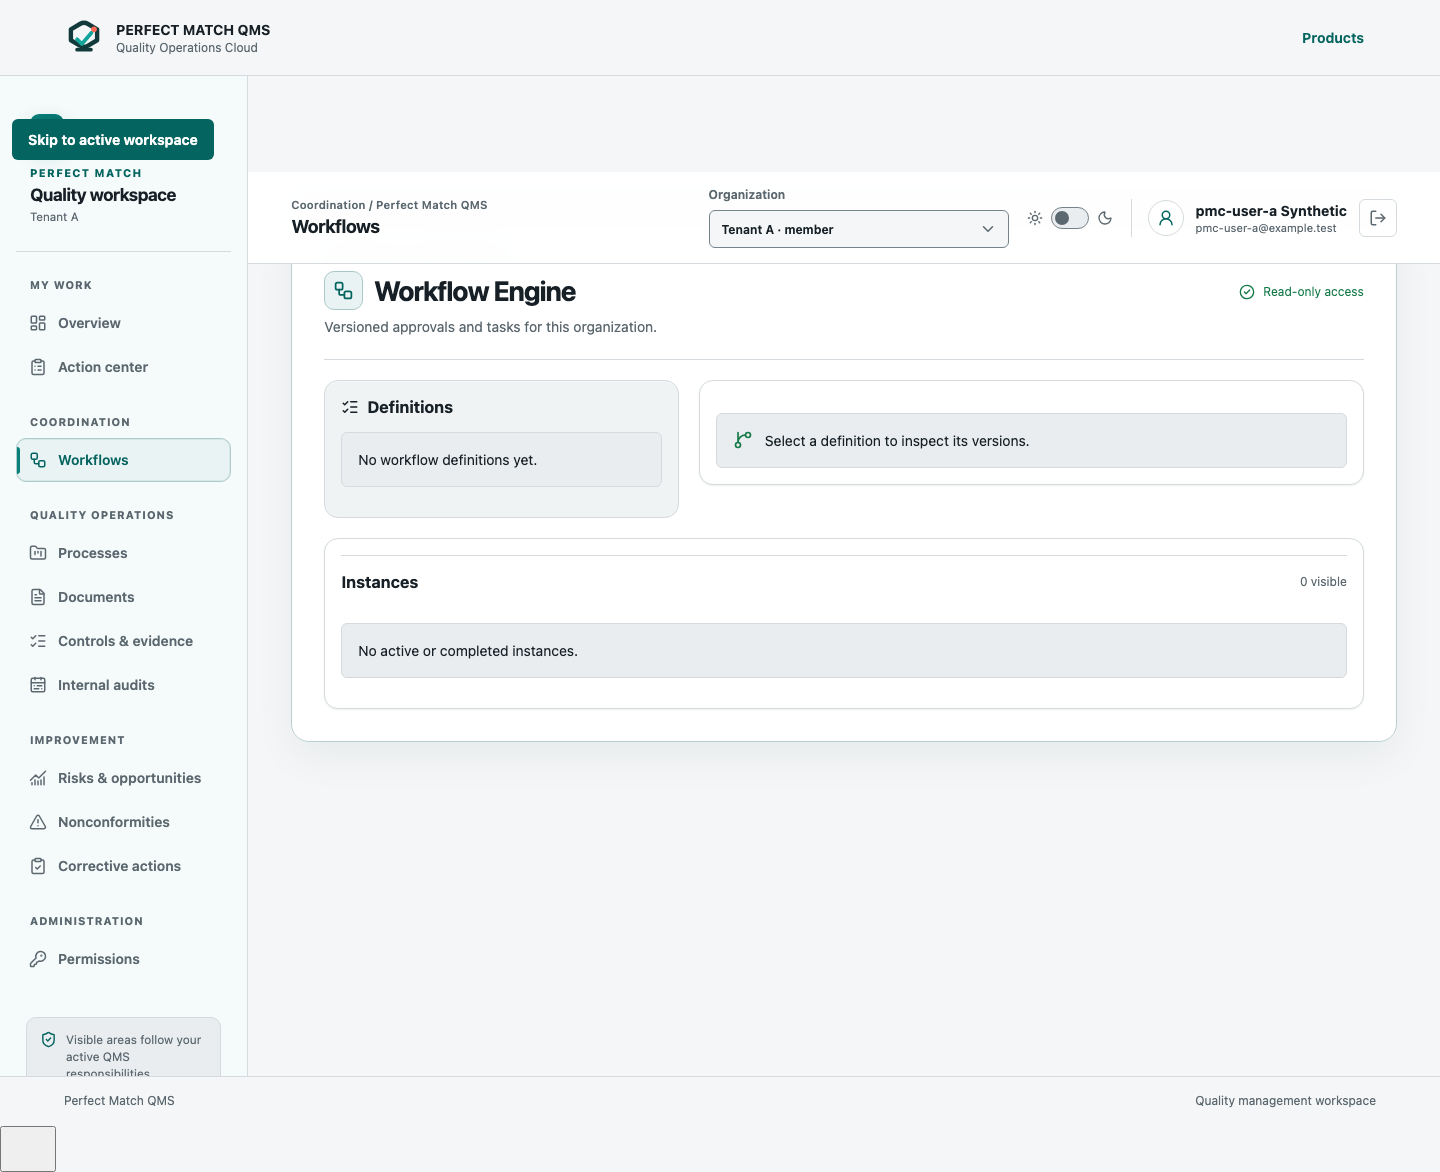 PERFECT MATCH QMS
Quality Operations Cloud
Products
Skip to active workspace
PERFECT MATCH
Quality workspace
Tenant A
MY WORK
Overview
Action center
COORDINATION
Workflows
QUALITY OPERATIONS
Processes
Documents
Controls & evidence
Internal audits
IMPROVEMENT
Risks & opportunities
Nonconformities
Corrective actions
ADMINISTRATION
Permissions
Visible areas follow your
active QMS
responsibilities
Coordination / Perfect Match QMS
Workflows
Organization
Tenant A · member
pmc-user-a Synthetic
pmc-user-a@example.test
Workflow Engine
Read-only access
Versioned approvals and tasks for this organization.
Definitions
No workflow definitions yet.
Select a definition to inspect its versions.
Instances
0 visible
No active or completed instances.
Perfect Match QMS
Quality management workspace